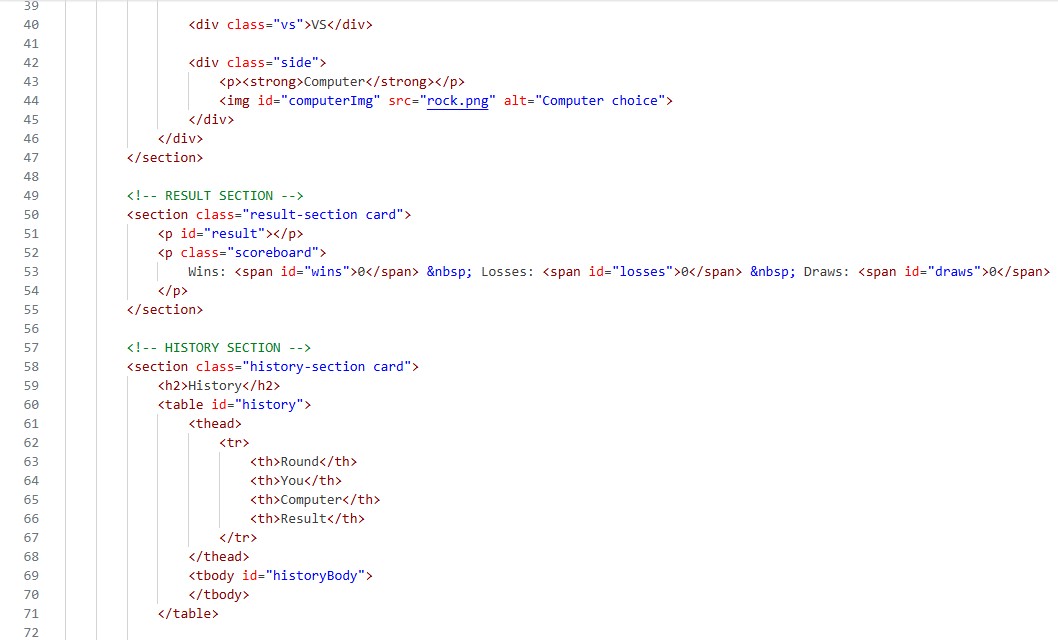 39
40 <div class="vs">VS</div>
41
42 <div class="side">
43 <p><strong>Computer</strong></p>
44 <img id="computerImg" src="rock.png" alt="Computer choice">
45 </div>
46 </div>
47 </section>
48
49 <!-- RESULT SECTION -->
50 <section class="result-section card">
51 <p id="result"></p>
52 <p class="scoreboard">
53 Wins: <span id="wins">0</span> &nbsp; Losses: <span id="losses">0</span> &nbsp; Draws: <span id="draws">0</span>
54 </p>
55 </section>
56
57 <!-- HISTORY SECTION -->
58 <section class="history-section card">
59 <h2>History</h2>
60 <table id="history">
61 <thead>
62 <tr>
63 <th>Round</th>
64 <th>You</th>
65 <th>Computer</th>
66 <th>Result</th>
67 </tr>
68 </thead>
69 <tbody id="historyBody">
70 </tbody>
71 </table>
72